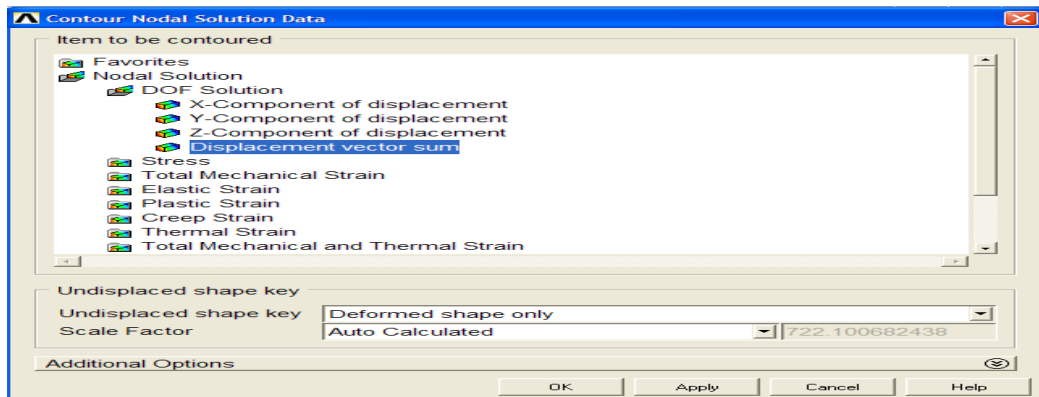 Contour Nodal Solution Data
Item to be contoured
Favorites
Nodal Solution
DOF Solution
X-Component of displacement
Y-Component of displacement
Z-Component of displacement
Displacement vector sum
Stress
Total Mechanical Strain
Elastic Strain
Plastic Strain
Creep Strain
Thermal Strain
Total Mechanical and Thermal Strain
Undisplaced shape key
Undisplaced shape key Deformed shape only
Scale Factor Auto Calculated 722.100682438
Additional Options
OK Apply Cancel Help